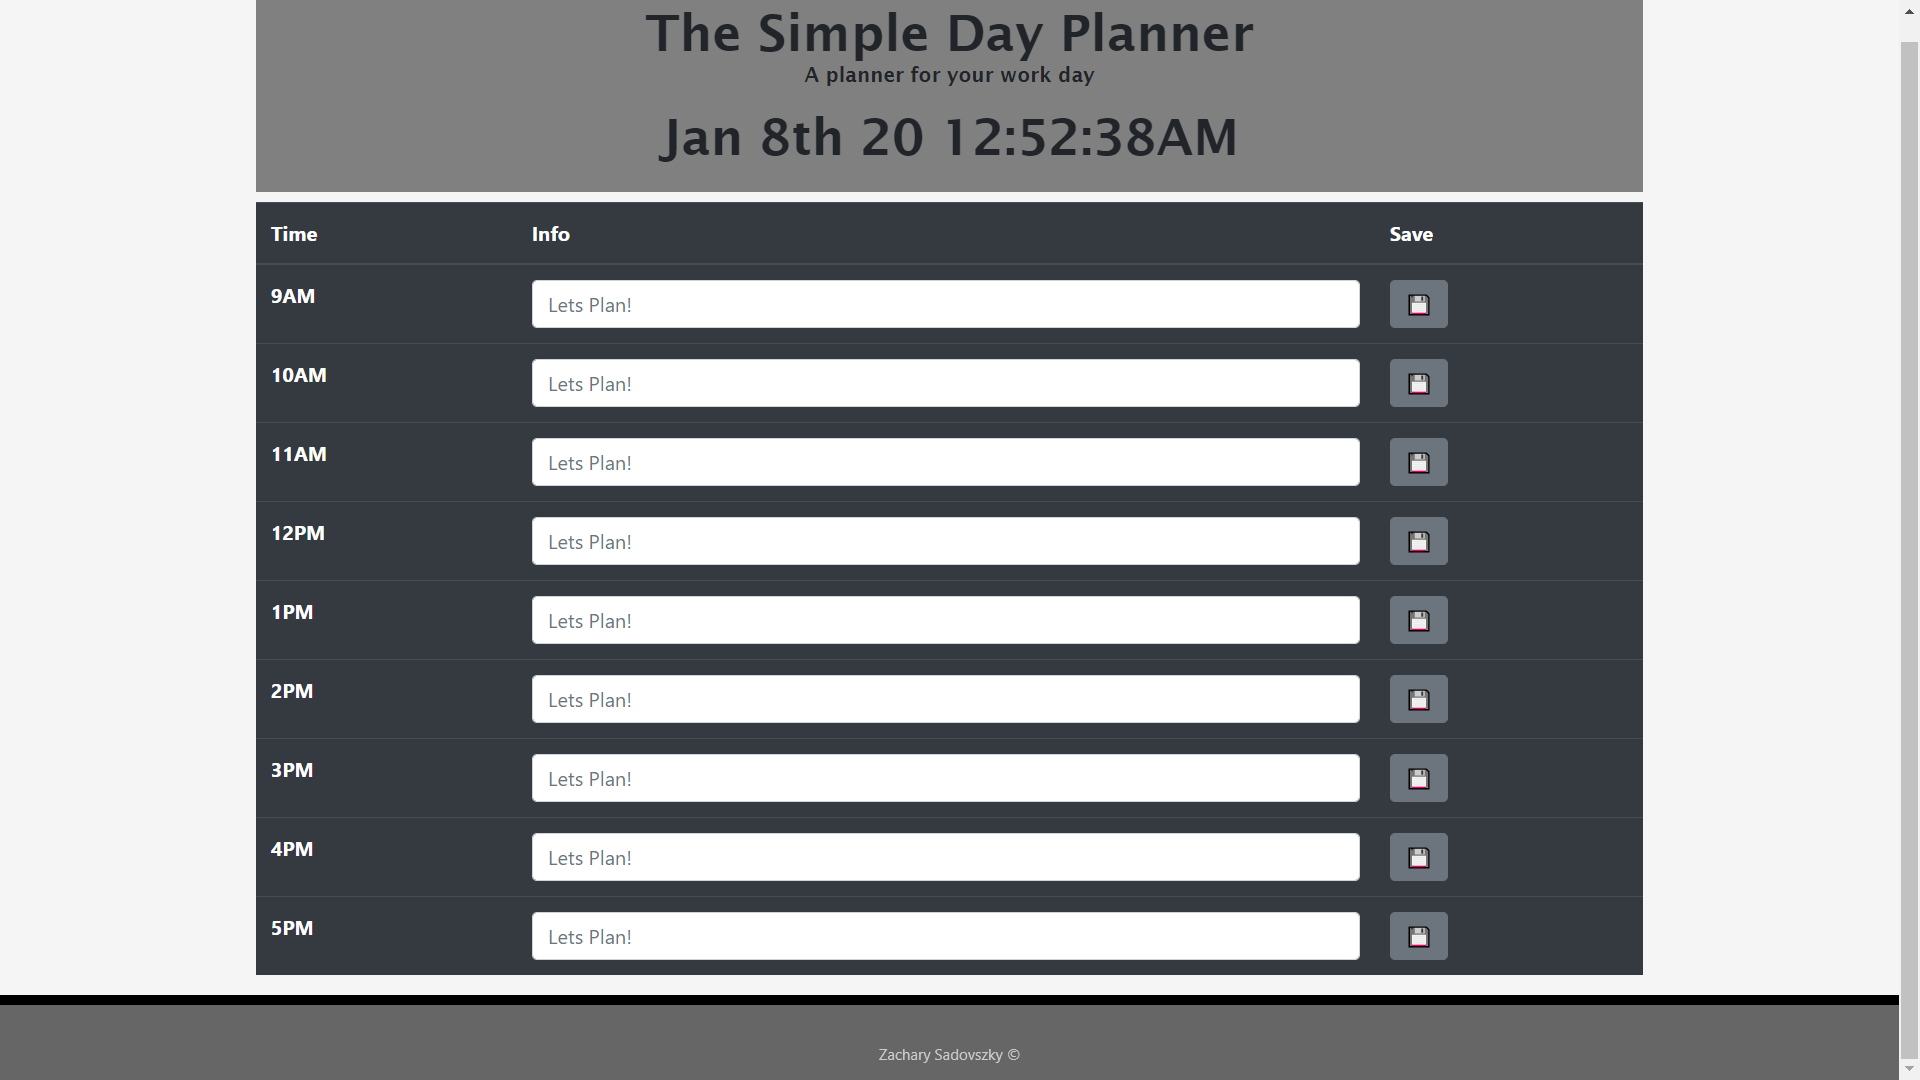 The Simple Day Planner
A planner for your work day
Jan 8th 20 12:52:38AM
Time Info Save
9AM Lets Plan!
10AM Lets Plan!
11AM Lets Plan!
12PM Lets Plan!
1PM Lets Plan!
2PM Lets Plan!
3PM Lets Plan!
4PM Lets Plan!
5PM Lets Plan!
Zachary Sadovszky ©